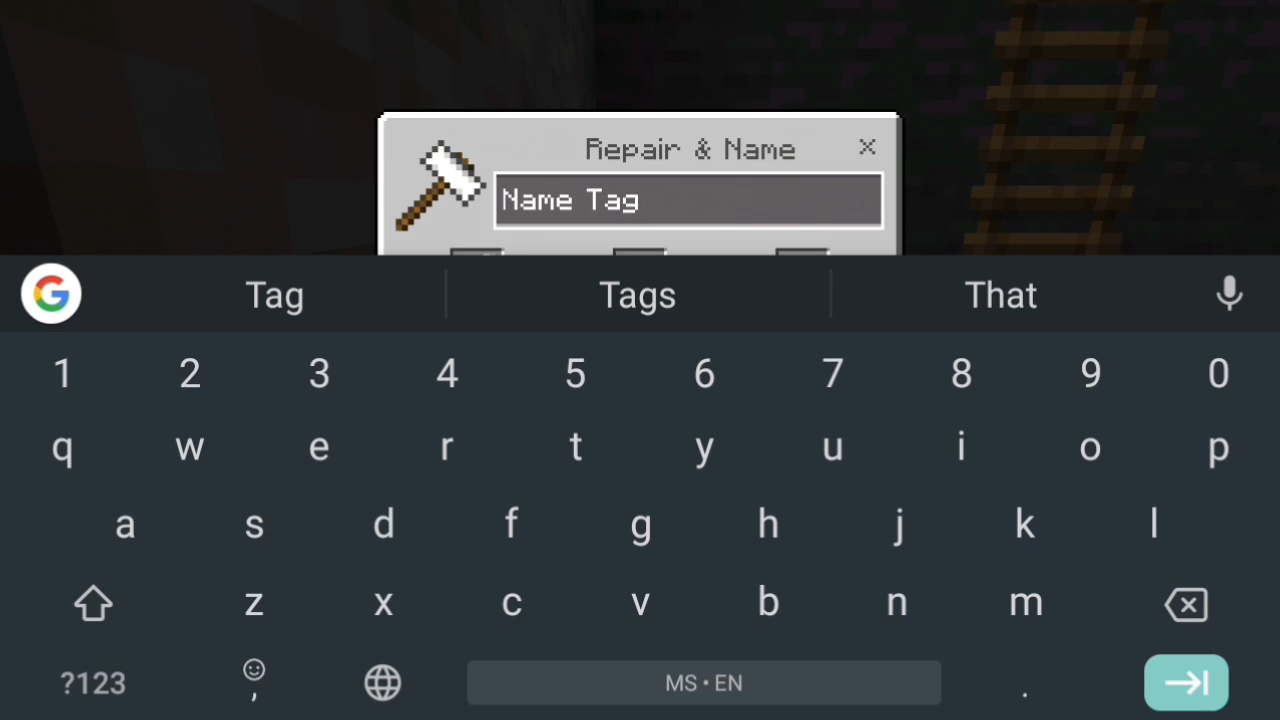 Repair & Name
Name Tag
Tag Tags That
1 2 3 4 5 6 7 8 9 0
q w e r t y u i o p
a s d f g h j k l
z x c v b n m
?123 , MS • EN .